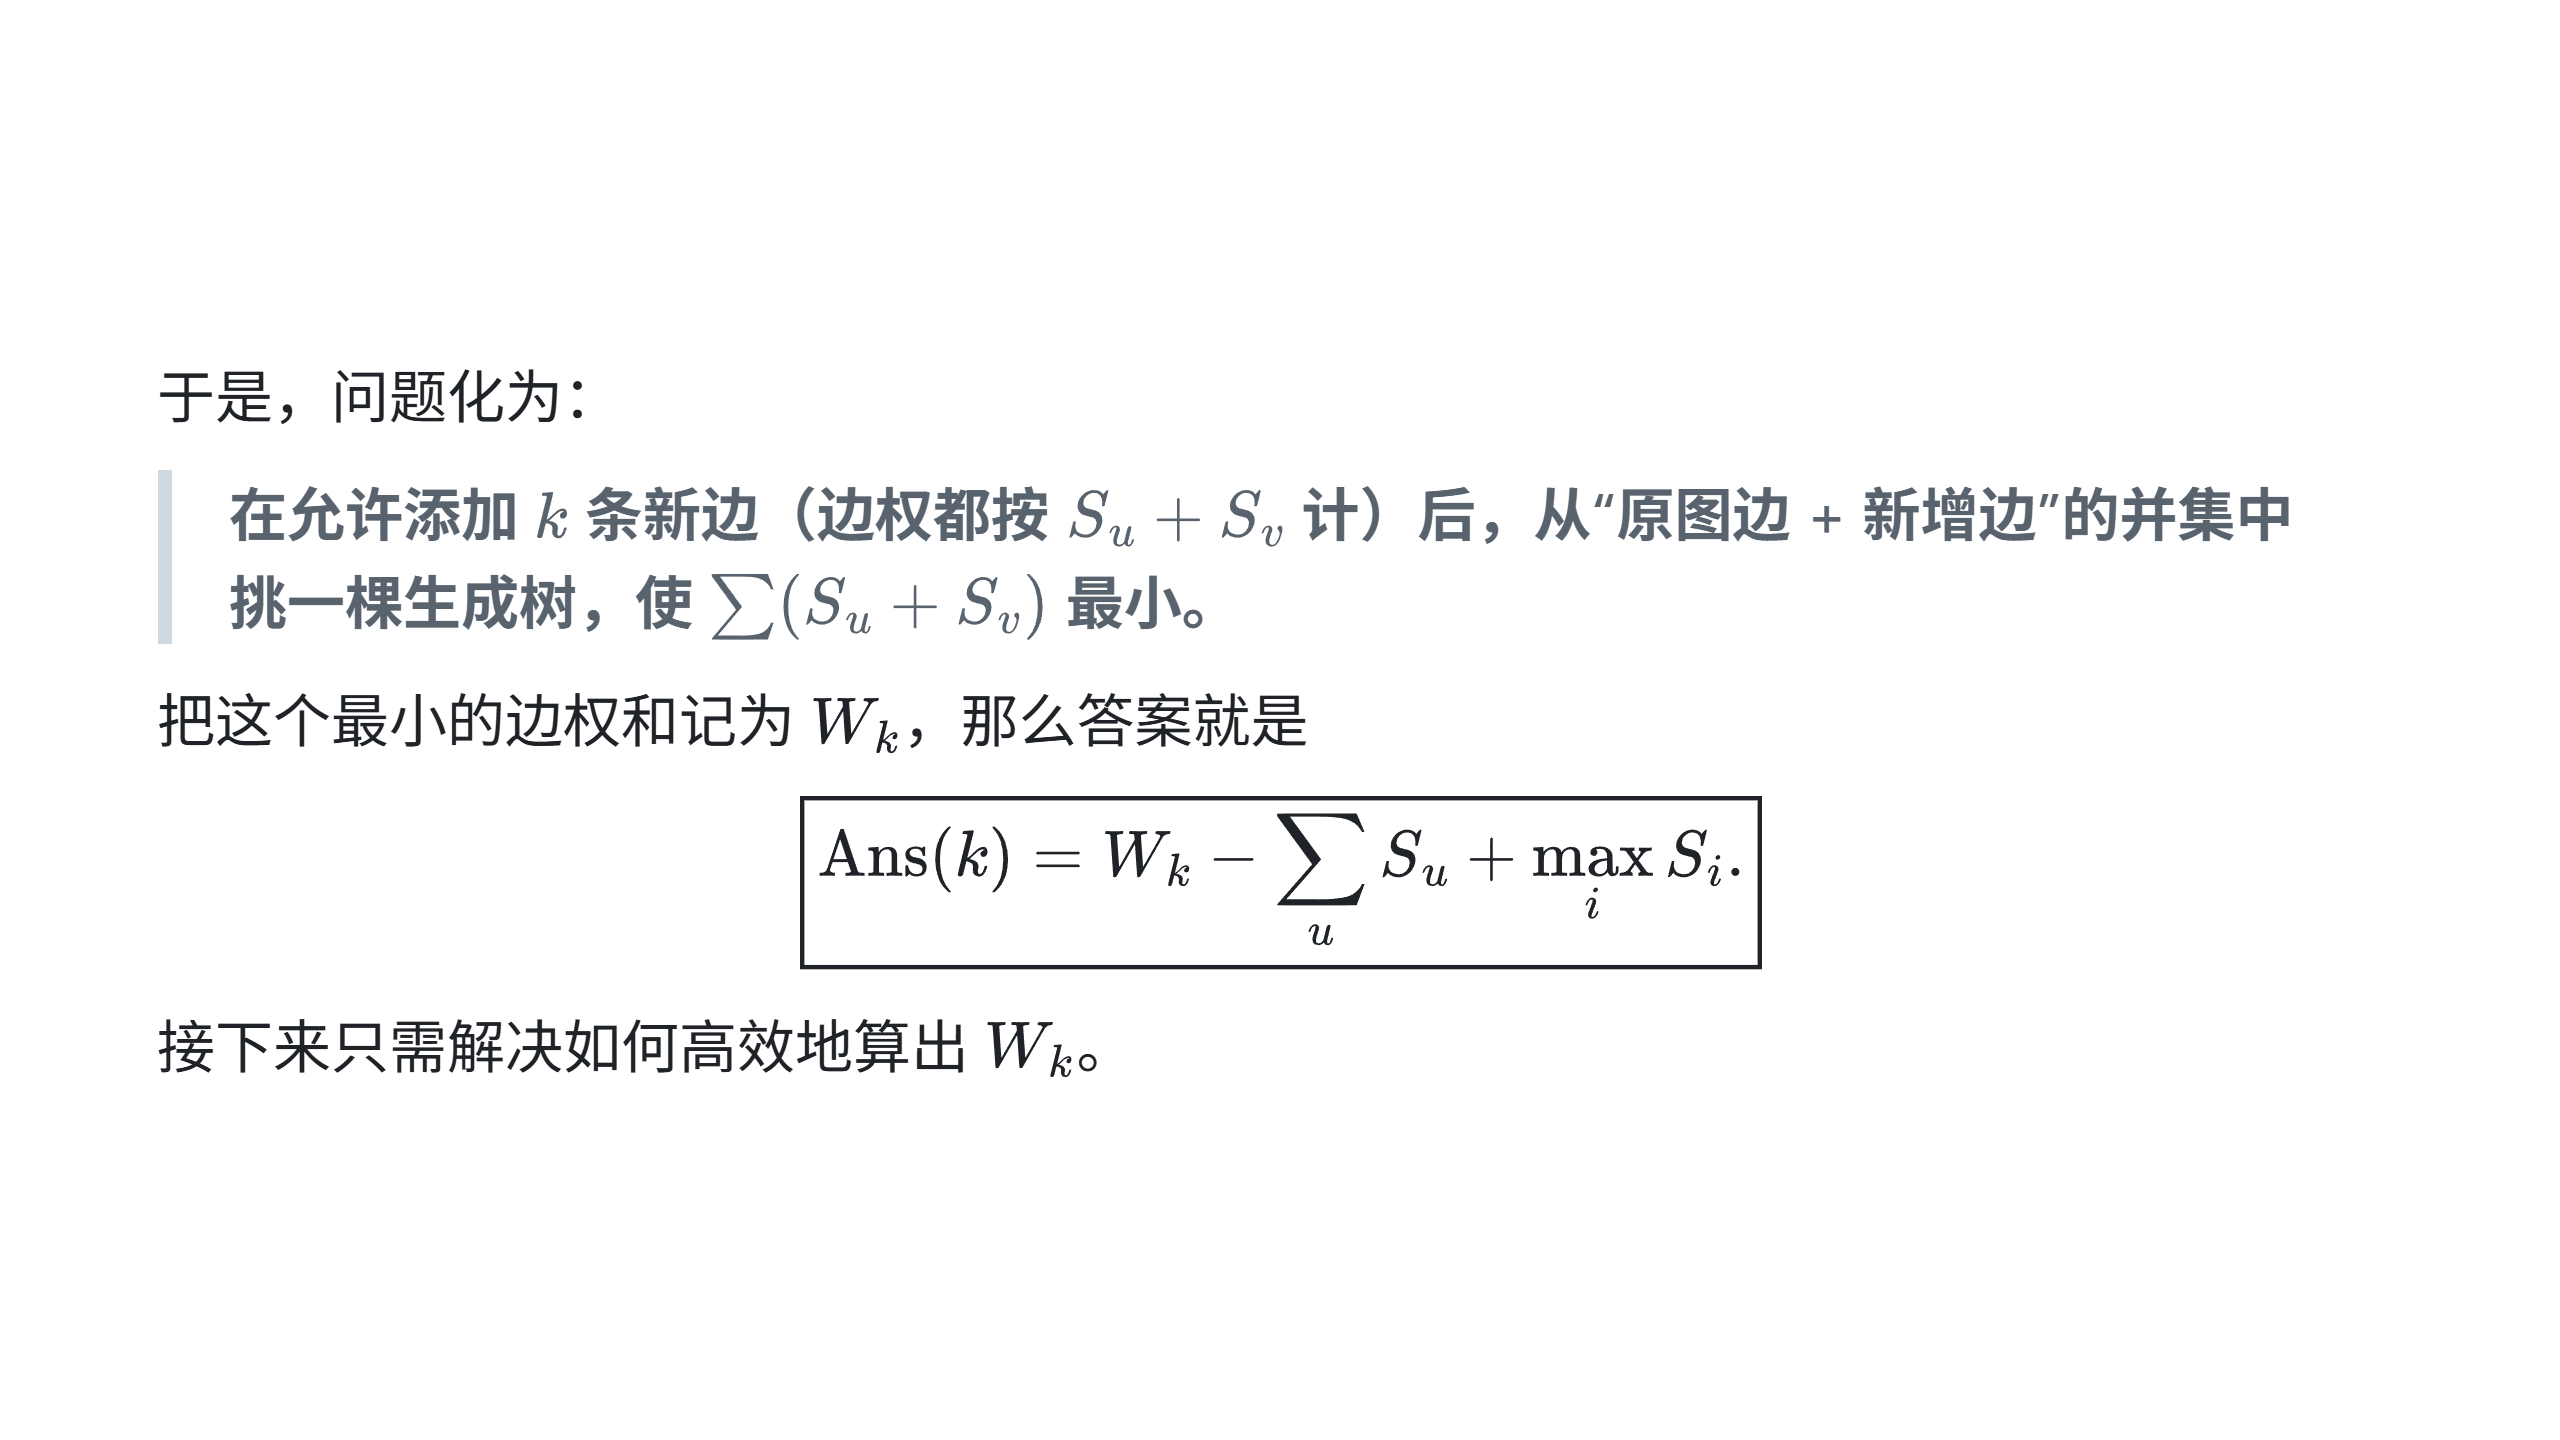 于是，问题化为：
在允许添加 k 条新边（边权都按 S_u + S_v 计）后，从“原图边 + 新增边”的并集中
挑一棵生成树，使 ∑(S_u + S_v) 最小。
把这个最小的边权和记为 W_k，那么答案就是
Ans(k) = W_k − ∑_u S_u + max_i S_i.
接下来只需解决如何高效地算出 W_k。